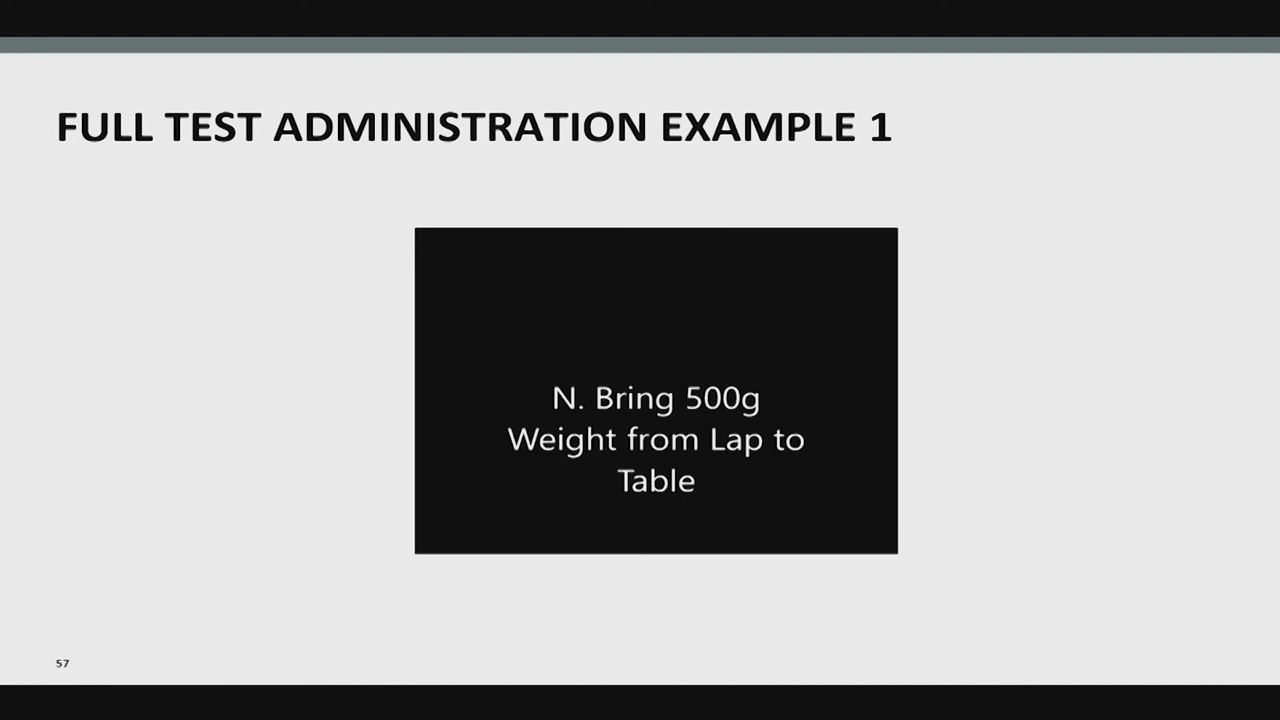 FULL TEST ADMINISTRATION EXAMPLE 1
N. Bring 500g
Weight from Lap to
Table
57